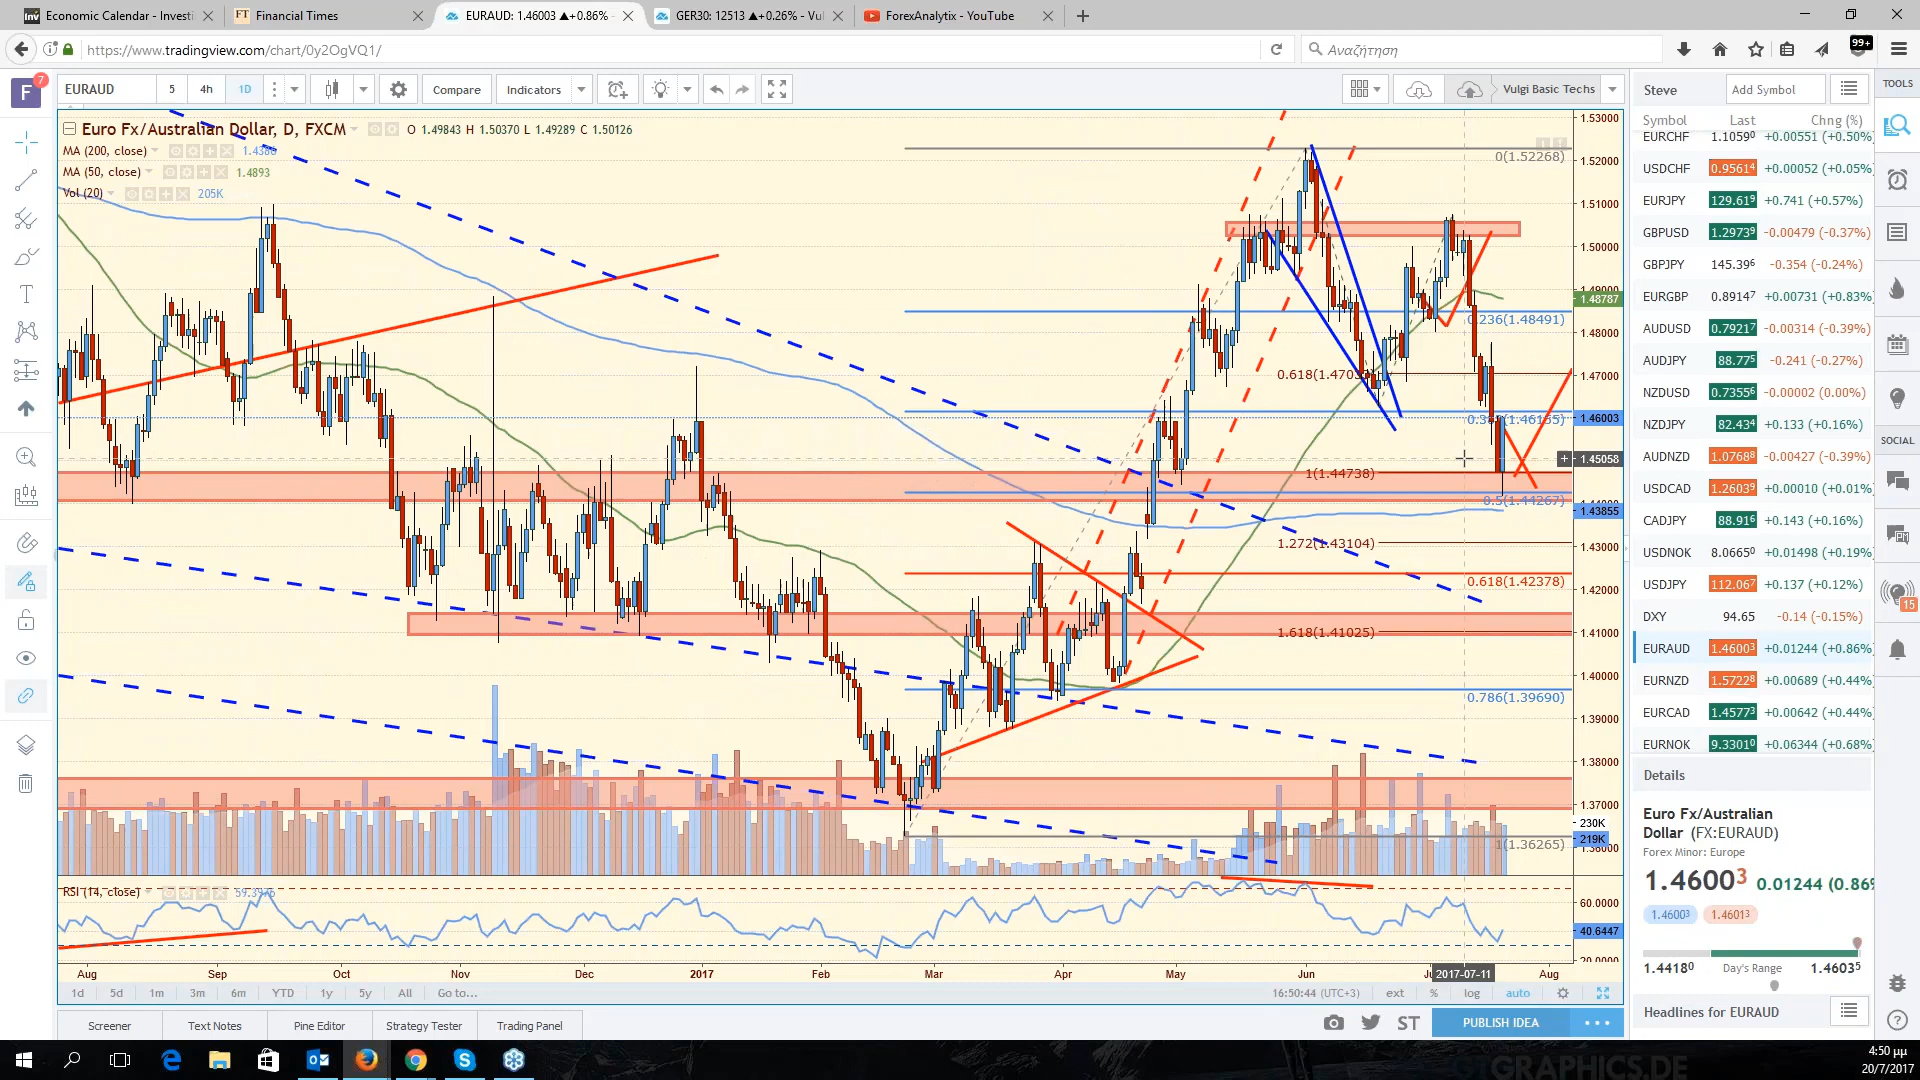 Economic Calendar - Investi
Financial Times
EURAUD: 1.46003 ▲+0.86%
GER30: 12513 ▲+0.26% - Vul
ForexAnalytix - YouTube
https://www.tradingview.com/chart/0y2OgVQ1/
Αναζήτηση
99+
F 7
EURAUD 5 4h 1D Compare Indicators Vulgi Basic Techs
Euro Fx/Australian Dollar, D, FXCM O 1.49843 H 1.50370 L 1.49289 C 1.50126
MA (200, close) 1.4386
MA (50, close) 1.4893
Vol (20) 205K
0(1.52268)
0.236(1.48491)
0.618(1.4703
1(1.44738)
0.5(1.44267)
1.272(1.43104)
0.618(1.42378)
1.618(1.41025)
0.786(1.39690)
1(1.36265)
1.53000
1.52000
1.51000
1.50000
1.48787
1.48000
1.47000
1.46003
1.45058
1.43855
1.43000
1.42000
1.41000
1.40000
1.39000
1.38000
1.37000
230K
219K
RSI (14, close)
60.0000
40.6447
20.0000
Aug Sep Oct Nov Dec 2017 Feb Mar Apr May Jun 2017-07-11 Aug
1d 5d 1m 3m 6m YTD 1y 5y All Go to...
16:50:44 (UTC+3) ext % log auto
Screener Text Notes Pine Editor Strategy Tester Trading Panel
ST PUBLISH IDEA
Steve Add Symbol
TOOLS
Symbol Last Chng (%)
EURCHF 1.10590 +0.00551 (+0.50%)
USDCHF 0.95614 +0.00052 (+0.05%)
EURJPY 129.619 +0.741 (+0.57%)
GBPUSD 1.29739 -0.00479 (-0.37%)
GBPJPY 145.396 -0.354 (-0.24%)
EURGBP 0.89147 +0.00731 (+0.83%)
AUDUSD 0.79217 -0.00314 (-0.39%)
AUDJPY 88.775 -0.241 (-0.27%)
NZDUSD 0.73556 -0.00002 (0.00%)
NZDJPY 82.434 +0.133 (+0.16%)
AUDNZD 1.07688 -0.00427 (-0.39%)
USDCAD 1.26039 +0.00010 (+0.01%)
CADJPY 88.916 +0.143 (+0.16%)
USDNOK 8.06650 +0.01498 (+0.19%)
USDJPY 112.067 +0.137 (+0.12%)
DXY 94.65 -0.14 (-0.15%)
EURAUD 1.46003 +0.01244 (+0.86%)
EURNZD 1.57228 +0.00689 (+0.44%)
EURCAD 1.45773 +0.00642 (+0.44%)
EURNOK 9.33010 +0.06344 (+0.68%)
SOCIAL
15
Details
Euro Fx/Australian
Dollar (FX:EURAUD)
Forex Minor: Europe
1.46003 0.01244 (0.86%
1.46003 1.46013
1.44180 Day's Range 1.46035
Headlines for EURAUD
GTGRAPHICS.DE
4:50 μμ
20/7/2017